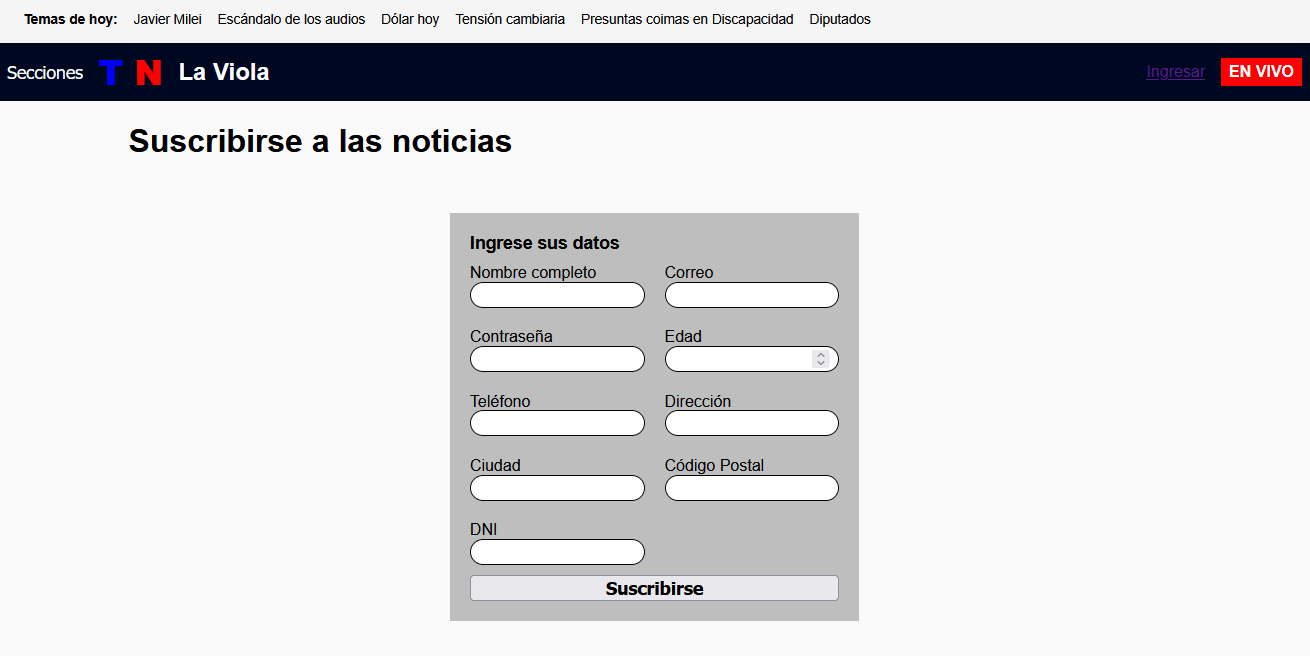 Temas de hoy: Javier Milei Escándalo de los audios Dólar hoy Tensión cambiaria Presuntas coimas en Discapacidad Diputados
Secciones T N La Viola Ingresar EN VIVO
Suscribirse a las noticias
Ingrese sus datos
Nombre completo Correo
Contraseña Edad
Teléfono Dirección
Ciudad Código Postal
DNI
Suscribirse